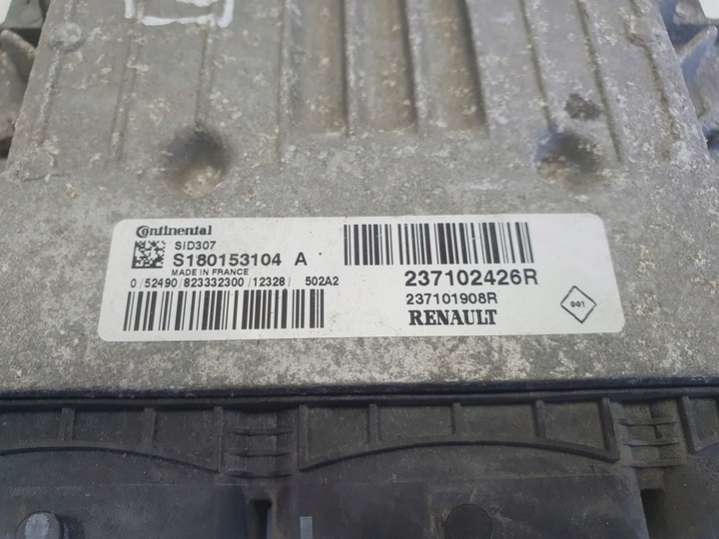 Continental
SID307
S180153104 A
MADE IN FRANCE
0/52490/823332300/12328/ 502A2
237102426R
237101908R
RENAULT
001